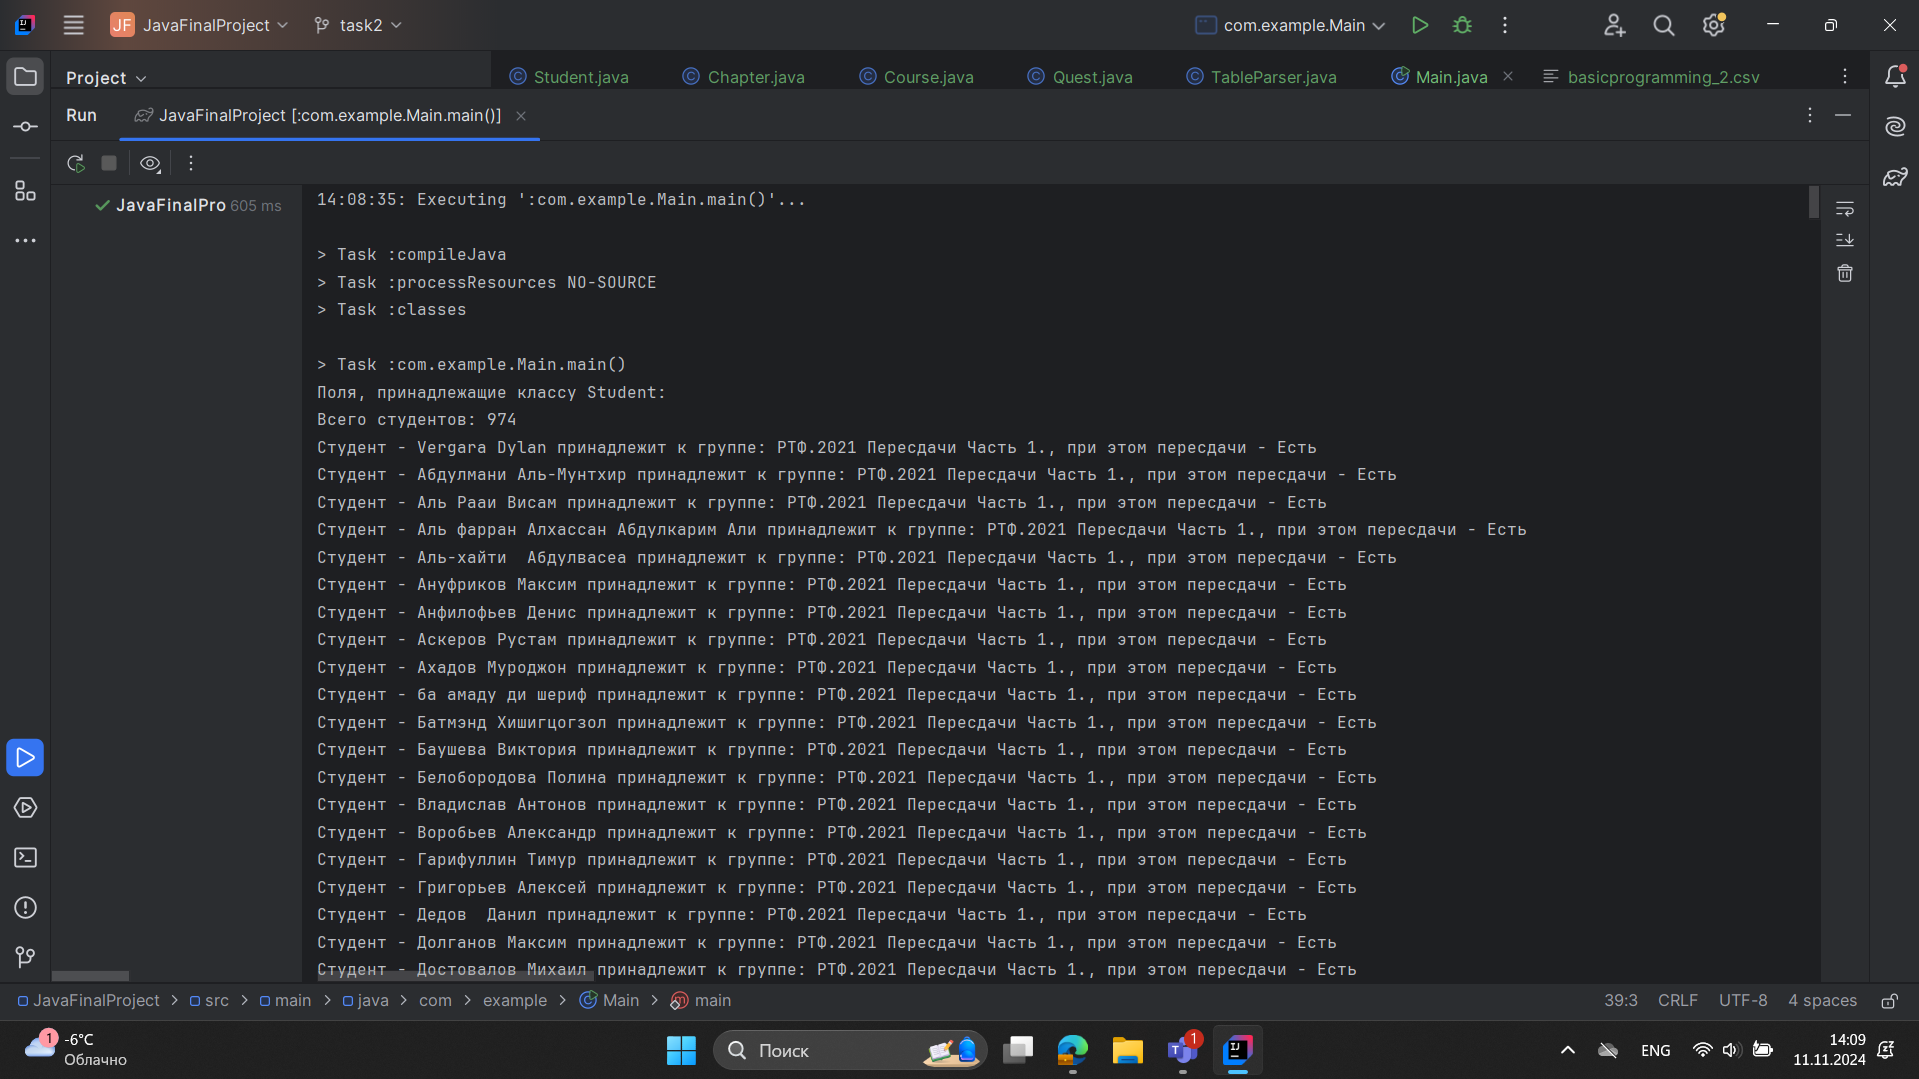 JF JavaFinalProject task2 com.example.Main
Project Student.java Chapter.java Course.java Quest.java TableParser.java Main.java basicprogramming_2.csv
Run JavaFinalProject [:com.example.Main.main()]
JavaFinalPro 605 ms
14:08:35: Executing ':com.example.Main.main()'...
> Task :compileJava
> Task :processResources NO-SOURCE
> Task :classes
> Task :com.example.Main.main()
Поля, принадлежащие классу Student:
Всего студентов: 974
Студент - Vergara Dylan принадлежит к группе: РТФ.2021 Пересдачи Часть 1., при этом пересдачи - Есть
Студент - Абдулмани Аль-Мунтхир принадлежит к группе: РТФ.2021 Пересдачи Часть 1., при этом пересдачи - Есть
Студент - Аль Рааи Висам принадлежит к группе: РТФ.2021 Пересдачи Часть 1., при этом пересдачи - Есть
Студент - Аль фарран Алхассан Абдулкарим Али принадлежит к группе: РТФ.2021 Пересдачи Часть 1., при этом пересдачи - Есть
Студент - Аль-хайти  Абдулвасеа принадлежит к группе: РТФ.2021 Пересдачи Часть 1., при этом пересдачи - Есть
Студент - Ануфриков Максим принадлежит к группе: РТФ.2021 Пересдачи Часть 1., при этом пересдачи - Есть
Студент - Анфилофьев Денис принадлежит к группе: РТФ.2021 Пересдачи Часть 1., при этом пересдачи - Есть
Студент - Аскеров Рустам принадлежит к группе: РТФ.2021 Пересдачи Часть 1., при этом пересдачи - Есть
Студент - Ахадов Муроджон принадлежит к группе: РТФ.2021 Пересдачи Часть 1., при этом пересдачи - Есть
Студент - ба амаду ди шериф принадлежит к группе: РТФ.2021 Пересдачи Часть 1., при этом пересдачи - Есть
Студент - Батмэнд Хишигцогзол принадлежит к группе: РТФ.2021 Пересдачи Часть 1., при этом пересдачи - Есть
Студент - Баушева Виктория принадлежит к группе: РТФ.2021 Пересдачи Часть 1., при этом пересдачи - Есть
Студент - Белобородова Полина принадлежит к группе: РТФ.2021 Пересдачи Часть 1., при этом пересдачи - Есть
Студент - Владислав Антонов принадлежит к группе: РТФ.2021 Пересдачи Часть 1., при этом пересдачи - Есть
Студент - Воробьев Александр принадлежит к группе: РТФ.2021 Пересдачи Часть 1., при этом пересдачи - Есть
Студент - Гарифуллин Тимур принадлежит к группе: РТФ.2021 Пересдачи Часть 1., при этом пересдачи - Есть
Студент - Григорьев Алексей принадлежит к группе: РТФ.2021 Пересдачи Часть 1., при этом пересдачи - Есть
Студент - Дедов  Данил принадлежит к группе: РТФ.2021 Пересдачи Часть 1., при этом пересдачи - Есть
Студент - Долганов Максим принадлежит к группе: РТФ.2021 Пересдачи Часть 1., при этом пересдачи - Есть
Студент - Достовалов Михаил принадлежит к группе: РТФ.2021 Пересдачи Часть 1., при этом пересдачи - Есть
JavaFinalProject > src > main > java > com > example > Main > main 39:3 CRLF UTF-8 4 spaces
1 -6°C
Облачно
Поиск
1
ENG
14:09
11.11.2024